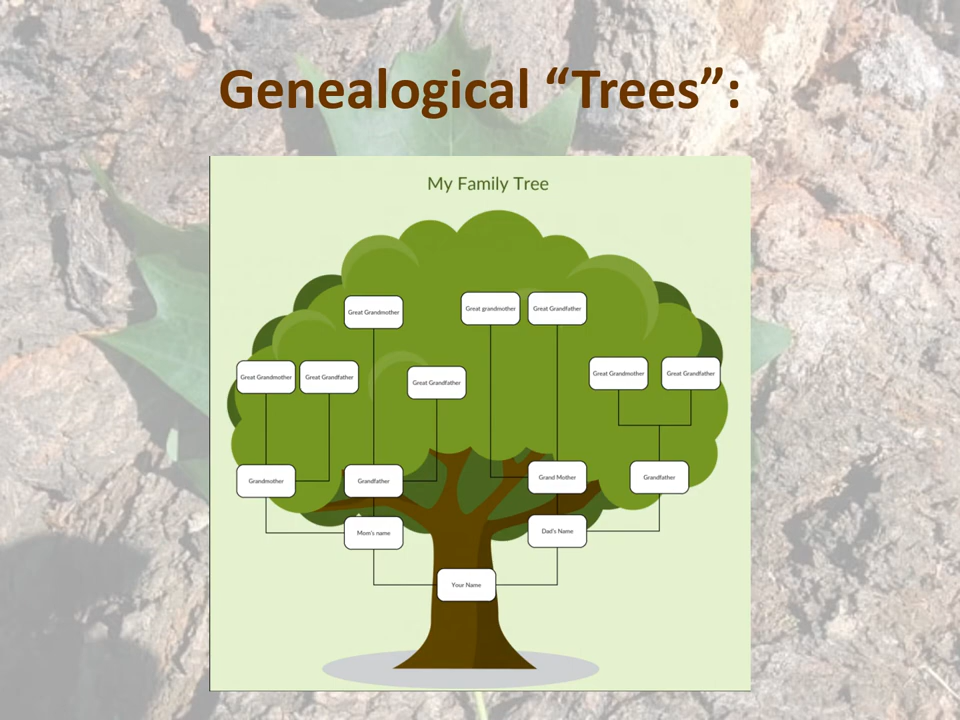 Genealogical “Trees”:
My Family Tree
Great Grandmother
Great grandmother
Great Grandfather
Great Grandmother
Great Grandfather
Great Grandfather
Great Grandmother
Great Grandfather
Grandmother
Grandfather
Grand Mother
Grandfather
Mom's name
Dad's Name
Your Name